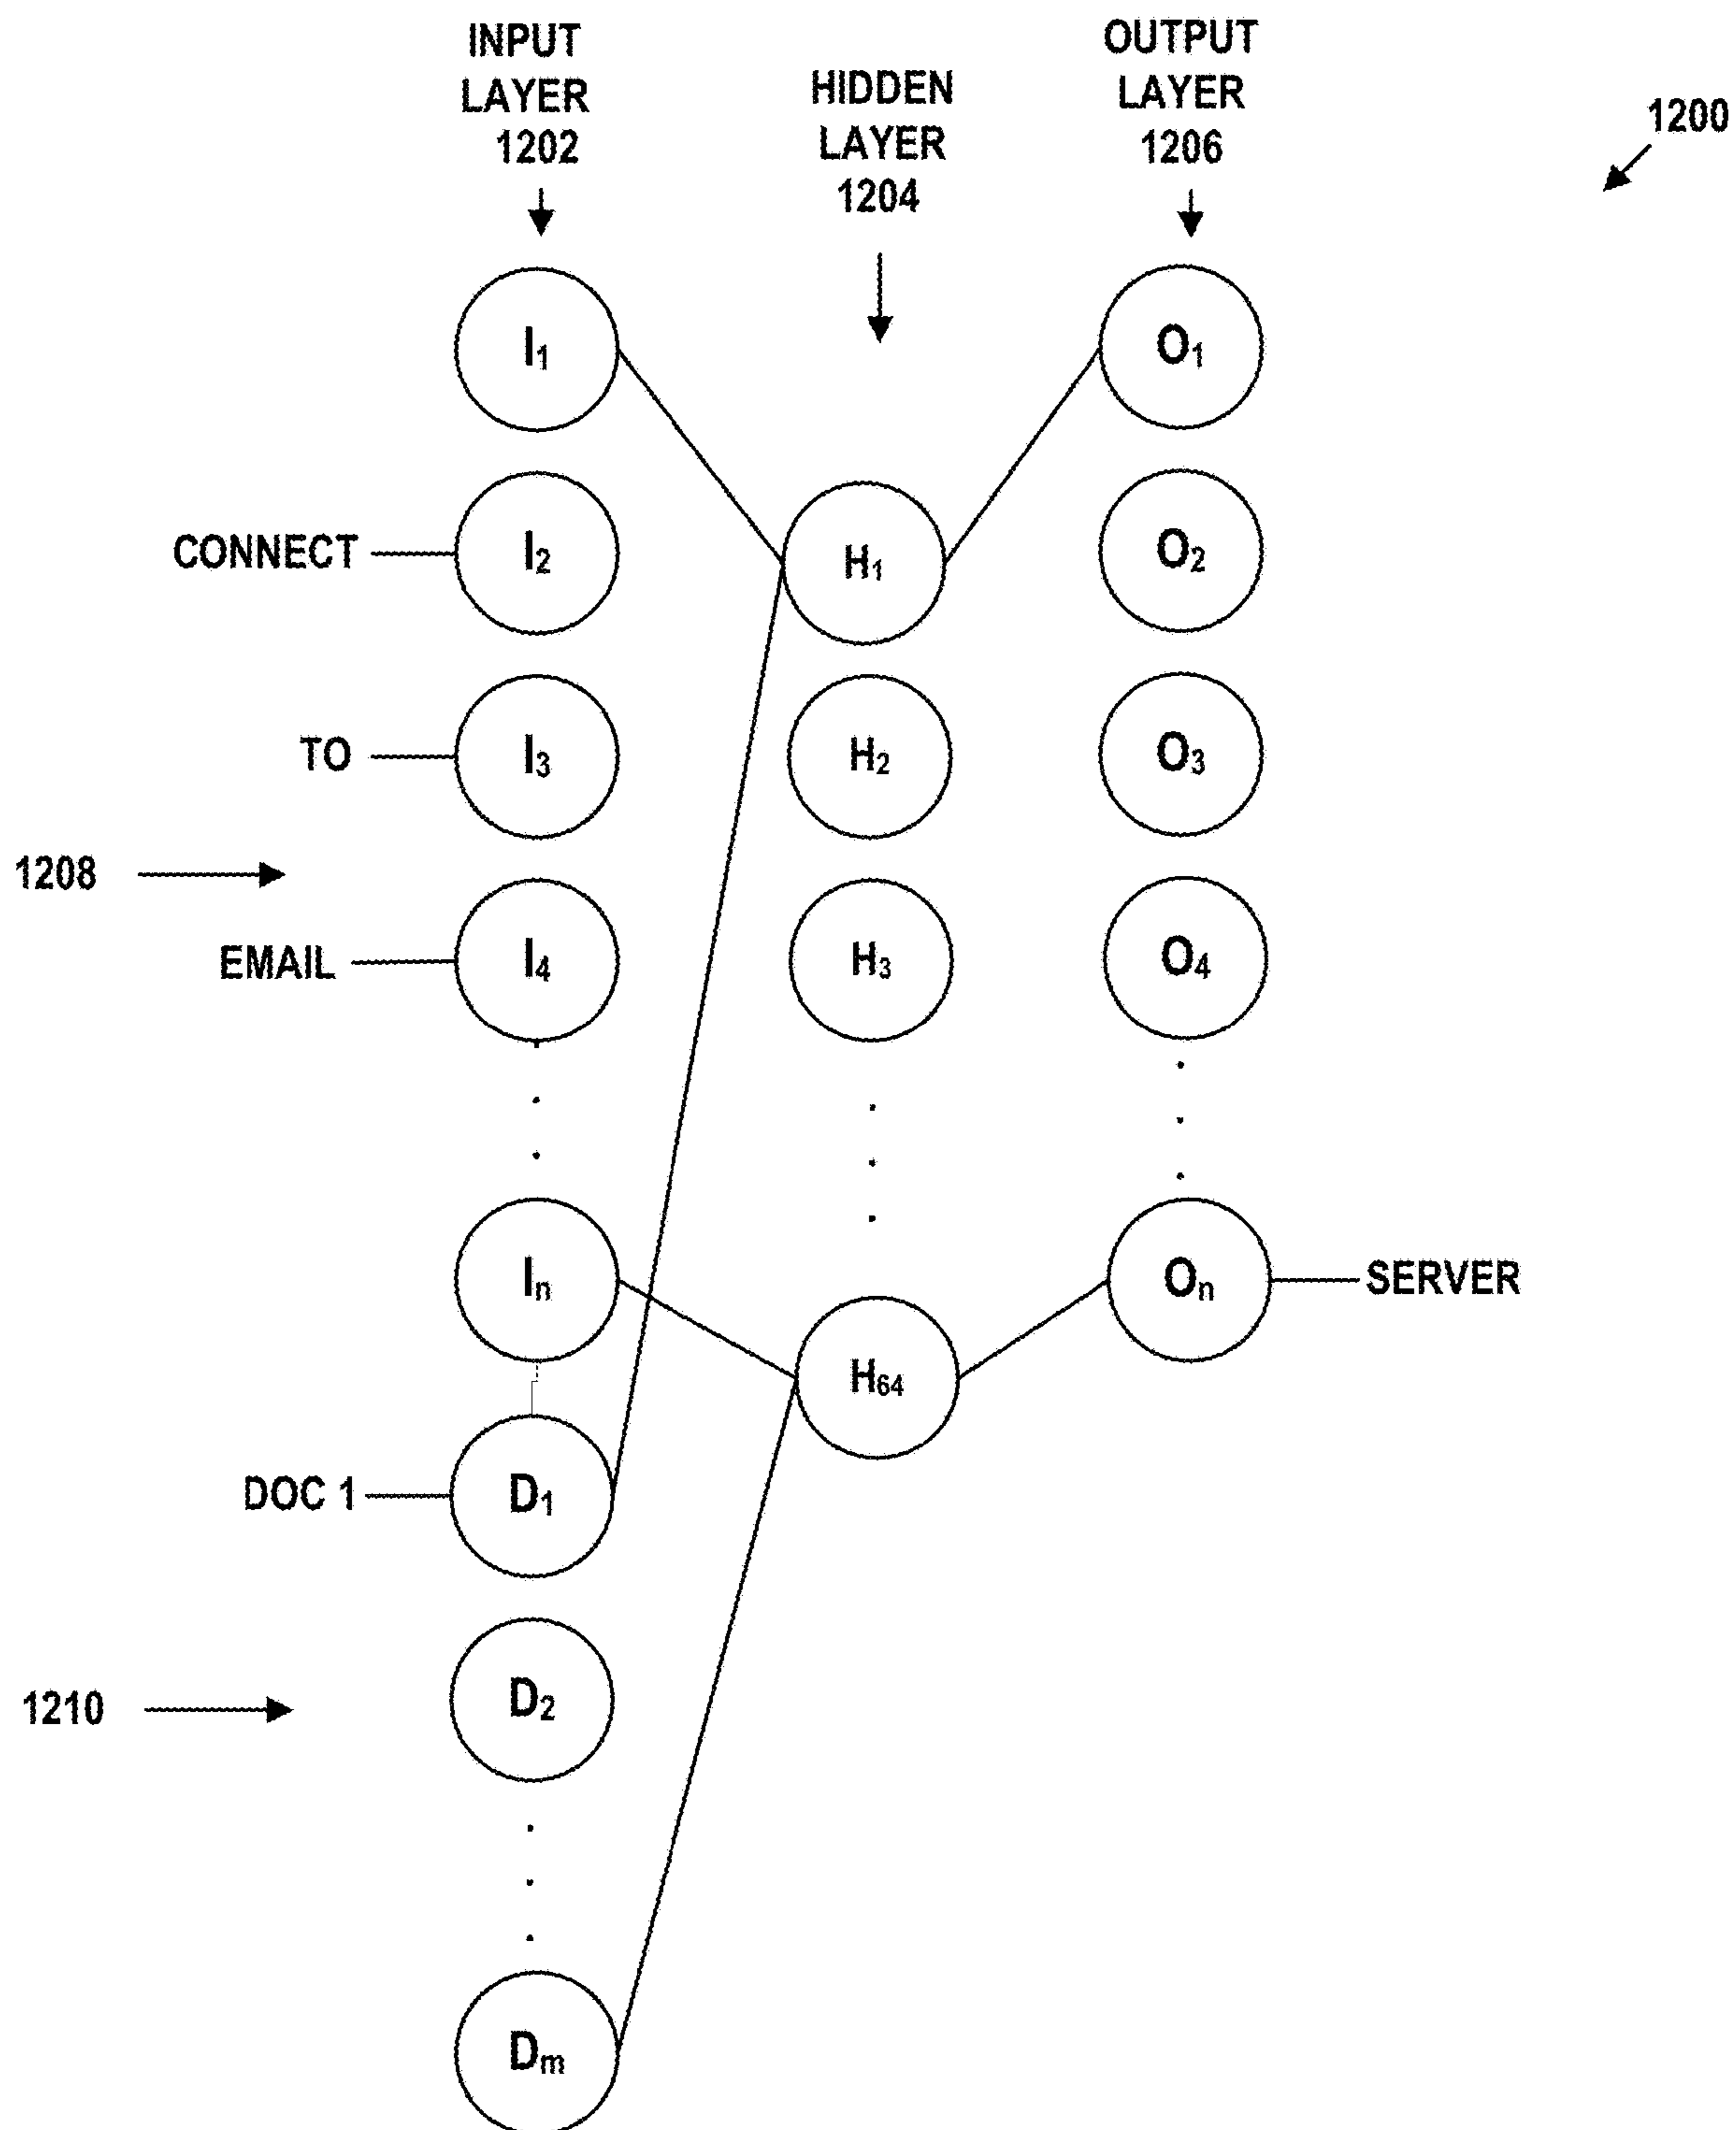 INPUT
LAYER
1202
HIDDEN
LAYER
1204
OUTPUT
LAYER
1206
1200
I₁
O₁
CONNECT
I₂
H₁
O₂
TO
I₃
H₂
O₃
1208
EMAIL
I₄
H₃
O₄
Iₙ
Oₙ
SERVER
H₆₄
DOC 1
D₁
1210
D₂
Dₘ